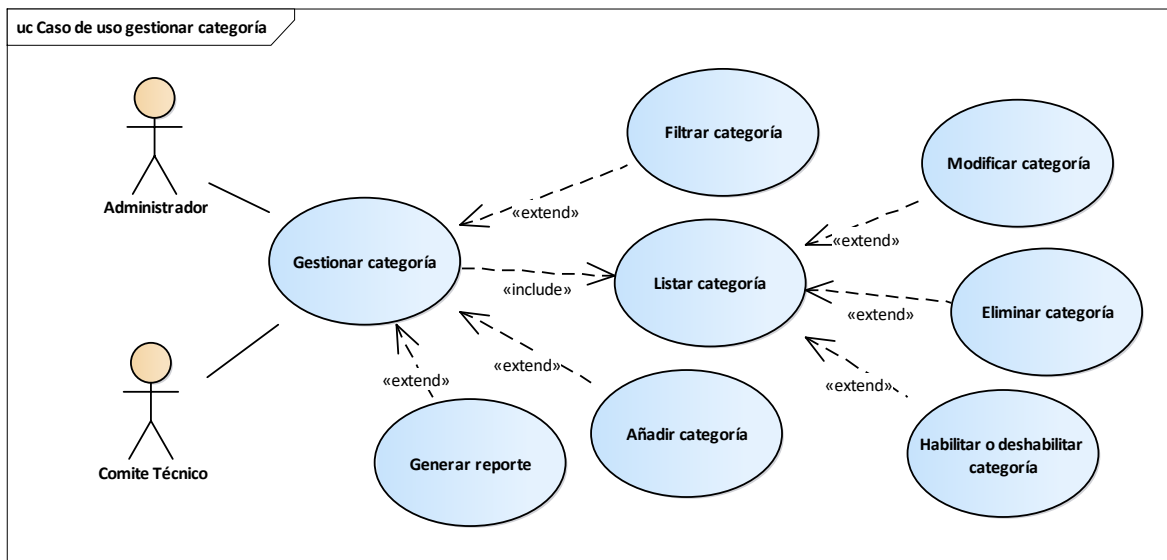 uc Caso de uso gestionar categoría
Administrador
Comite Técnico
Gestionar categoría
Filtrar categoría
Listar categoría
Modificar categoría
Eliminar categoría
Habilitar o deshabilitar
categoría
Añadir categoría
Generar reporte
«extend»
«include»
«extend»
«extend»
«extend»
«extend»
«extend»